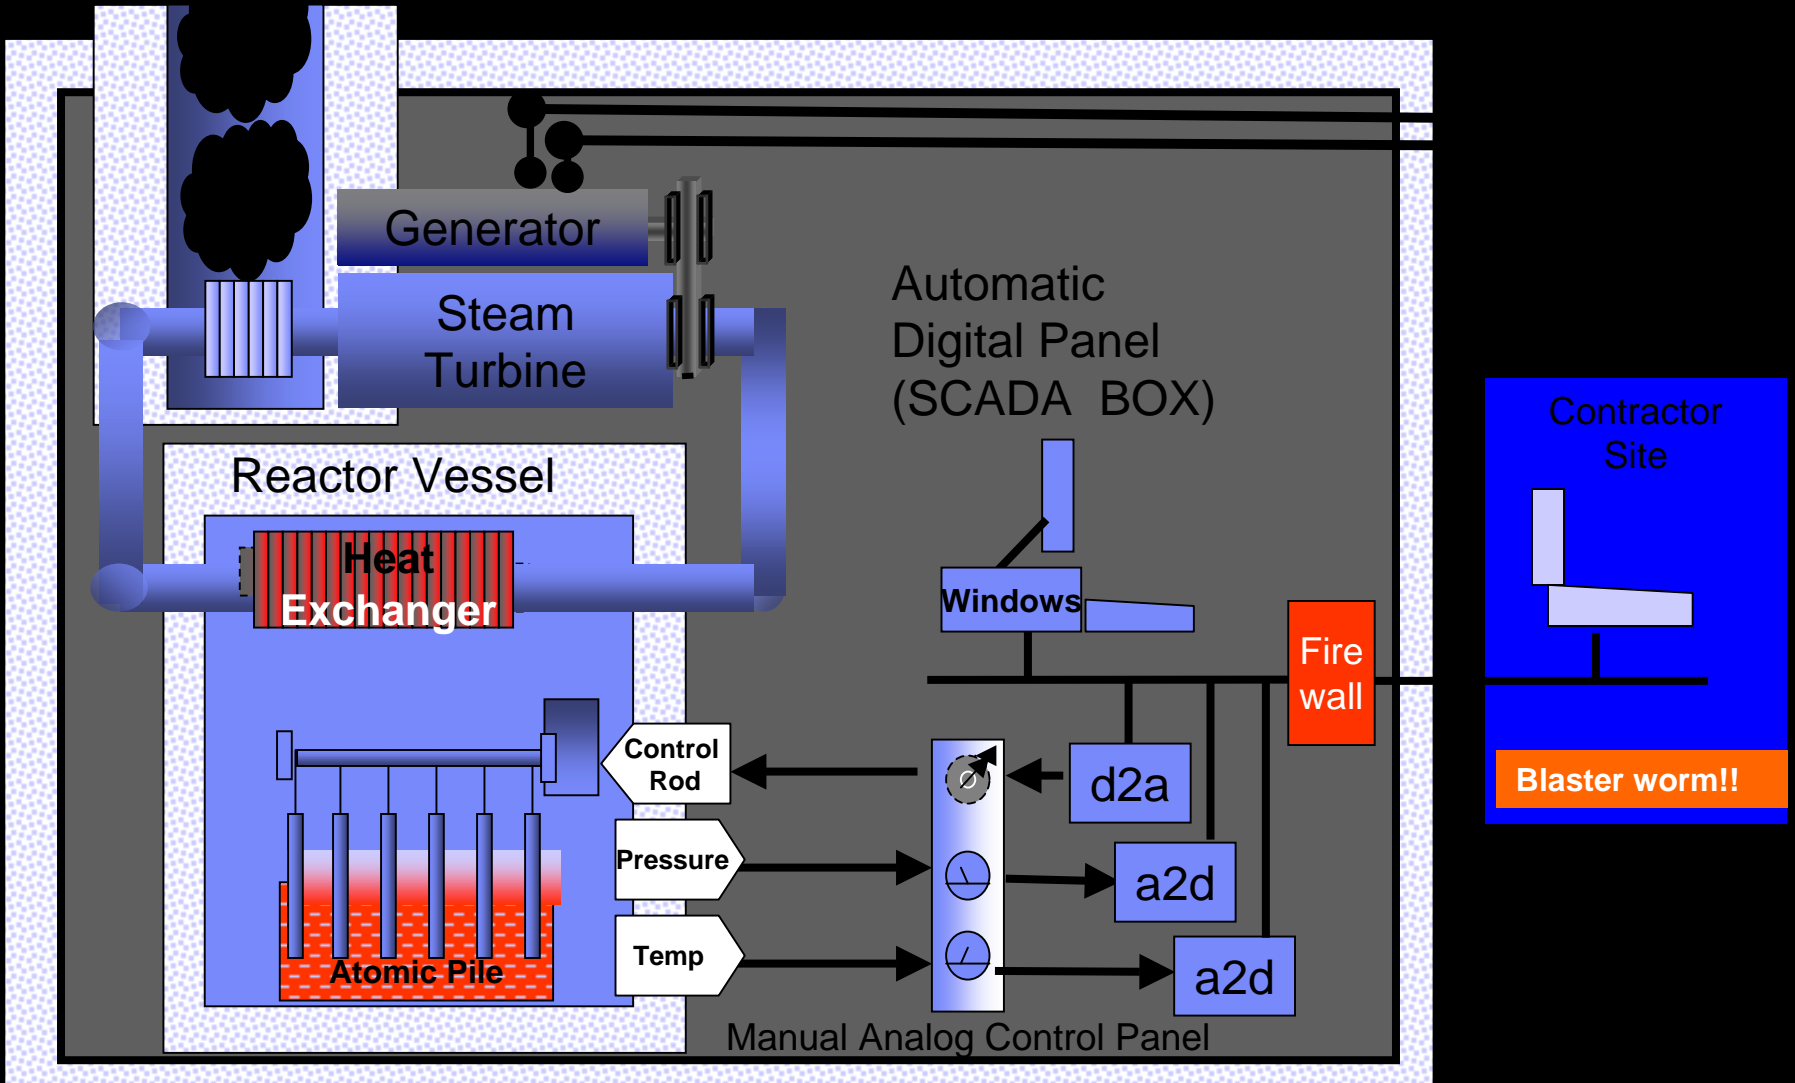 Generator
Steam
Turbine
Automatic
Digital Panel
(SCADA BOX)
Contractor
Site
Reactor Vessel
Heat
Exchanger
Windows
Fire
wall
Control
Rod
d2a
Blaster worm!!
Pressure
a2d
Temp
Atomic Pile
a2d
Manual Analog Control Panel